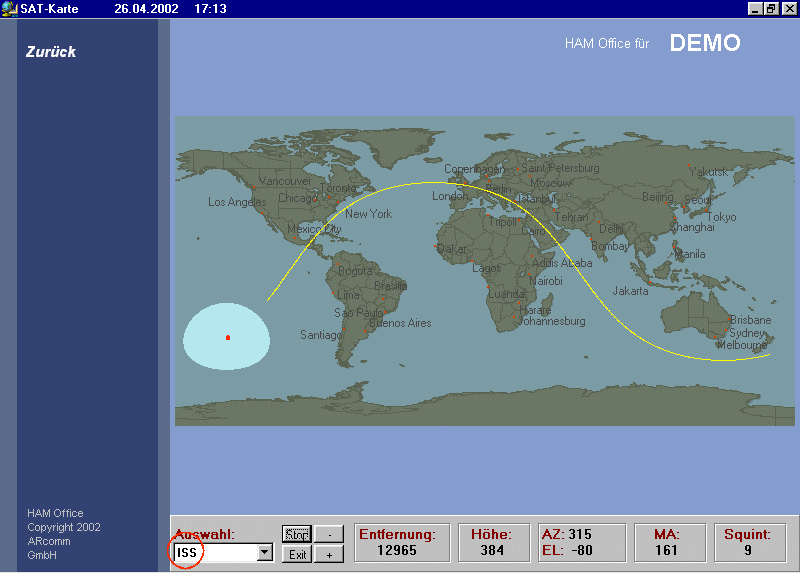 SAT-Karte 26.04.2002 17:13
Zurück
HAM Office für DEMO
Copenhagen Saint Petersburg
Yakutsk
Vancouver
Toronto
Berlin
Moscow
Chicago
London
Istanbul
Beijing
Seoul
Los Angeles
New York
Tehran
Tokyo
Mexico City
Tripoli
Cairo
Delhi
Shanghai
Dakar
Bombay
Manila
Lagos
Addis Ababa
Bogota
Nairobi
Brasilia
Lima
Luanda
Jakarta
Sao Paulo
Harare
Buenos Aires
Johannesburg
Brisbane
Santiago
Sydney
Melbourne
HAM Office
Copyright 2002
ARcomm
GmbH
Auswahl:
ISS
Stop -
Exit +
Entfernung:
12965
Höhe:
384
AZ: 315
EL: -80
MA:
161
Squint:
9